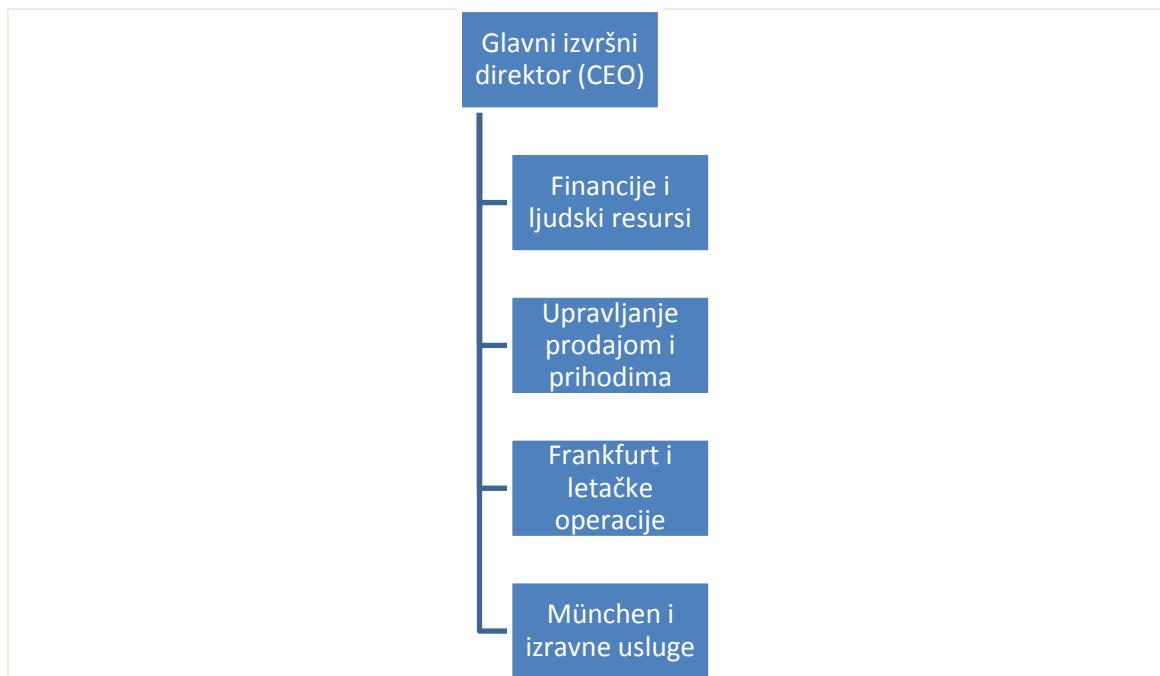 Glavni izvršni
direktor (CEO)
Financije i
ljudski resursi
Upravljanje
prodajom i
prihodima
Frankfurt i
letačke
operacije
München i
izravne usluge